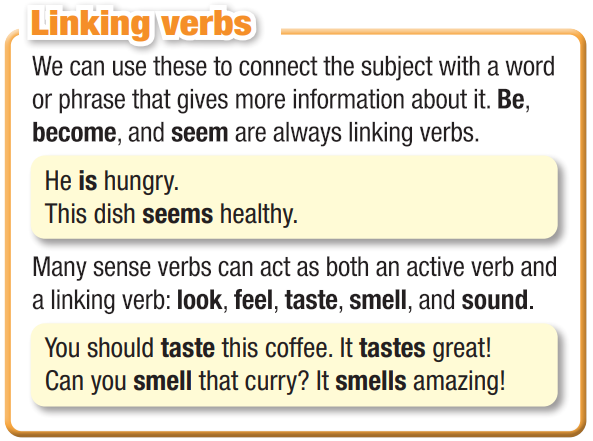 Linking verbs
We can use these to connect the subject with a word
or phrase that gives more information about it. Be,
become, and seem are always linking verbs.
He is hungry.
This dish seems healthy.
Many sense verbs can act as both an active verb and
a linking verb: look, feel, taste, smell, and sound.
You should taste this coffee. It tastes great!
Can you smell that curry? It smells amazing!